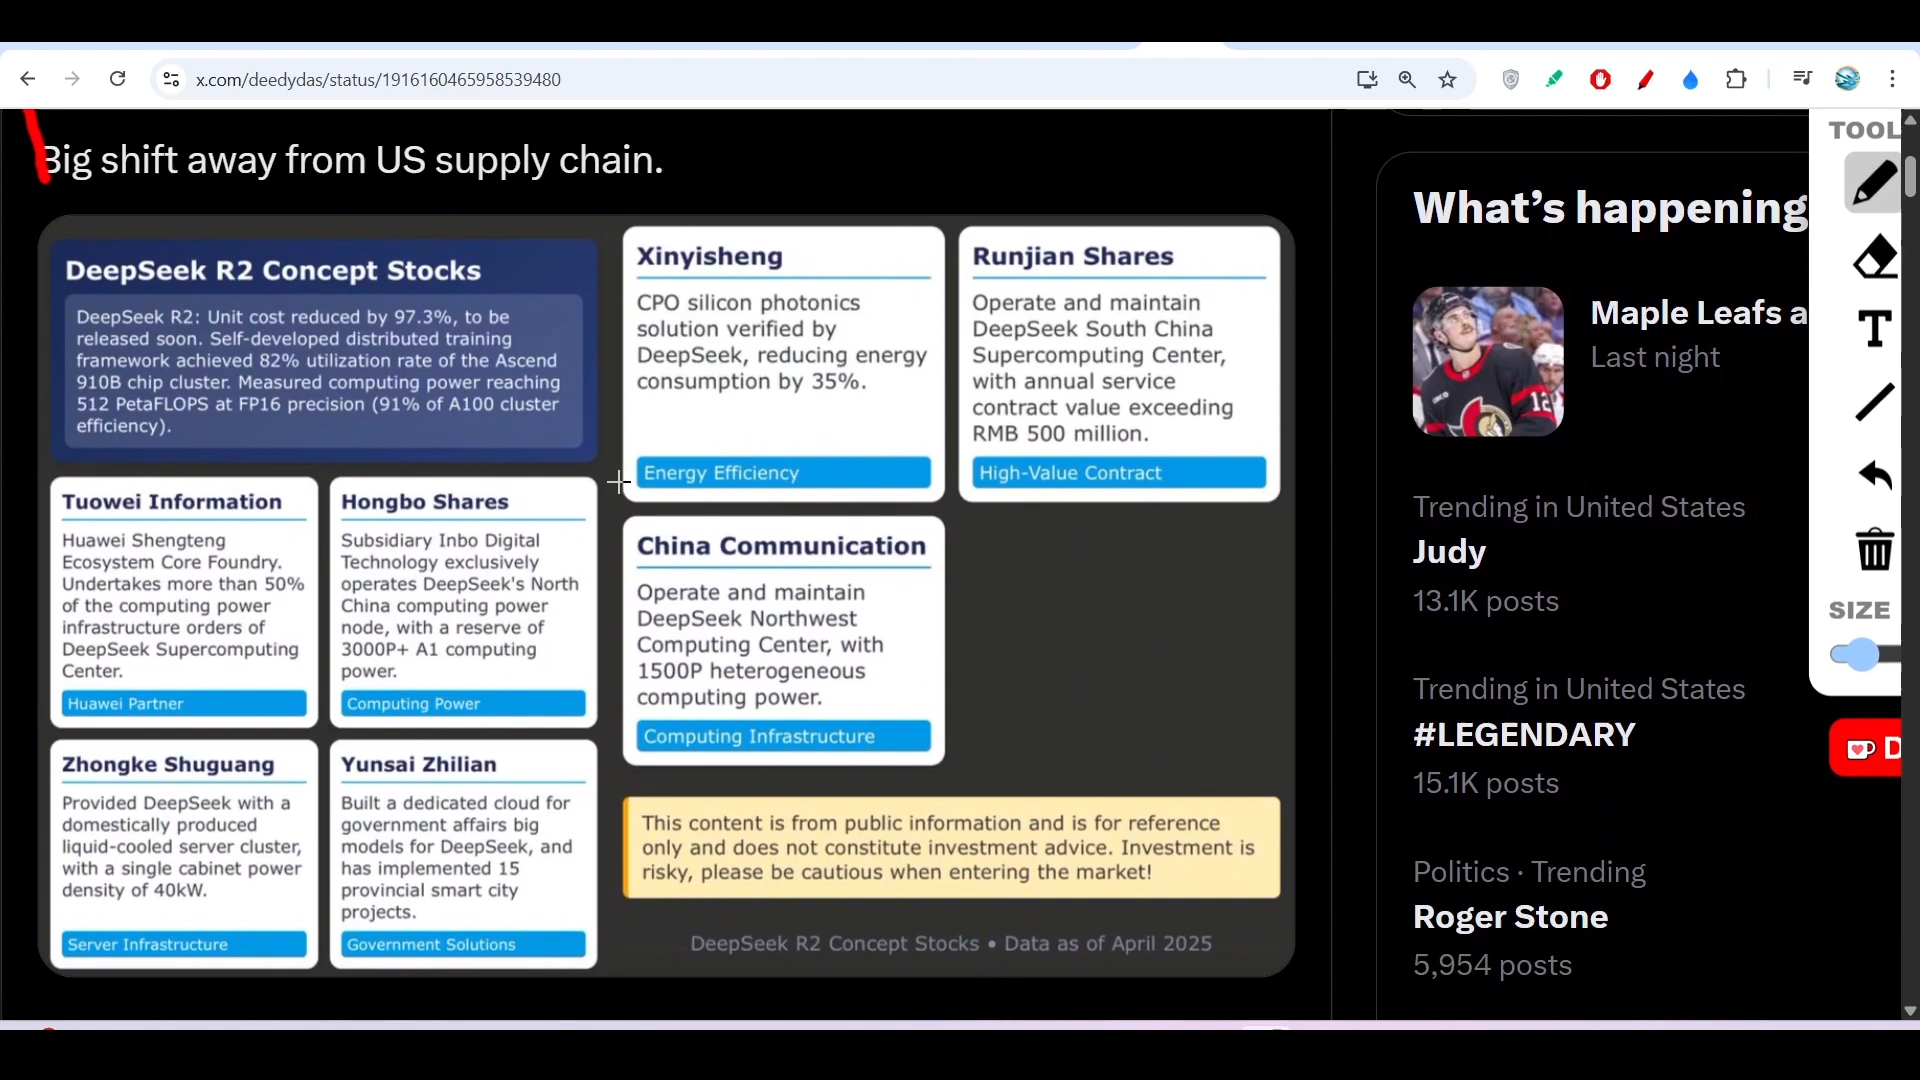 x.com/deedydas/status/1916160465958539480
Big shift away from US supply chain.
DeepSeek R2 Concept Stocks
DeepSeek R2: Unit cost reduced by 97.3%, to be
released soon. Self-developed distributed training
framework achieved 82% utilization rate of the Ascend
910B chip cluster. Measured computing power reaching
512 PetaFLOPS at FP16 precision (91% of A100 cluster
efficiency).
Tuowei Information
Huawei Shengteng
Ecosystem Core Foundry.
Undertakes more than 50%
of the computing power
infrastructure orders of
DeepSeek Supercomputing
Center.
Huawei Partner
Hongbo Shares
Subsidiary Inbo Digital
Technology exclusively
operates DeepSeek's North
China computing power
node, with a reserve of
3000P+ A1 computing
power.
Computing Power
Zhongke Shuguang
Provided DeepSeek with a
domestically produced
liquid-cooled server cluster,
with a single cabinet power
density of 40kW.
Server Infrastructure
Yunsai Zhilian
Built a dedicated cloud for
government affairs big
models for DeepSeek, and
has implemented 15
provincial smart city
projects.
Government Solutions
Xinyisheng
CPO silicon photonics
solution verified by
DeepSeek, reducing energy
consumption by 35%.
Energy Efficiency
Runjian Shares
Operate and maintain
DeepSeek South China
Supercomputing Center,
with annual service
contract value exceeding
RMB 500 million.
High-Value Contract
China Communication
Operate and maintain
DeepSeek Northwest
Computing Center, with
1500P heterogeneous
computing power.
Computing Infrastructure
This content is from public information and is for reference
only and does not constitute investment advice. Investment is
risky, please be cautious when entering the market!
DeepSeek R2 Concept Stocks • Data as of April 2025
What's happening
Maple Leafs a
Last night
12
Trending in United States
Judy
13.1K posts
Trending in United States
#LEGENDARY
15.1K posts
Politics · Trending
Roger Stone
5,954 posts
TOOL
T
SIZE
D